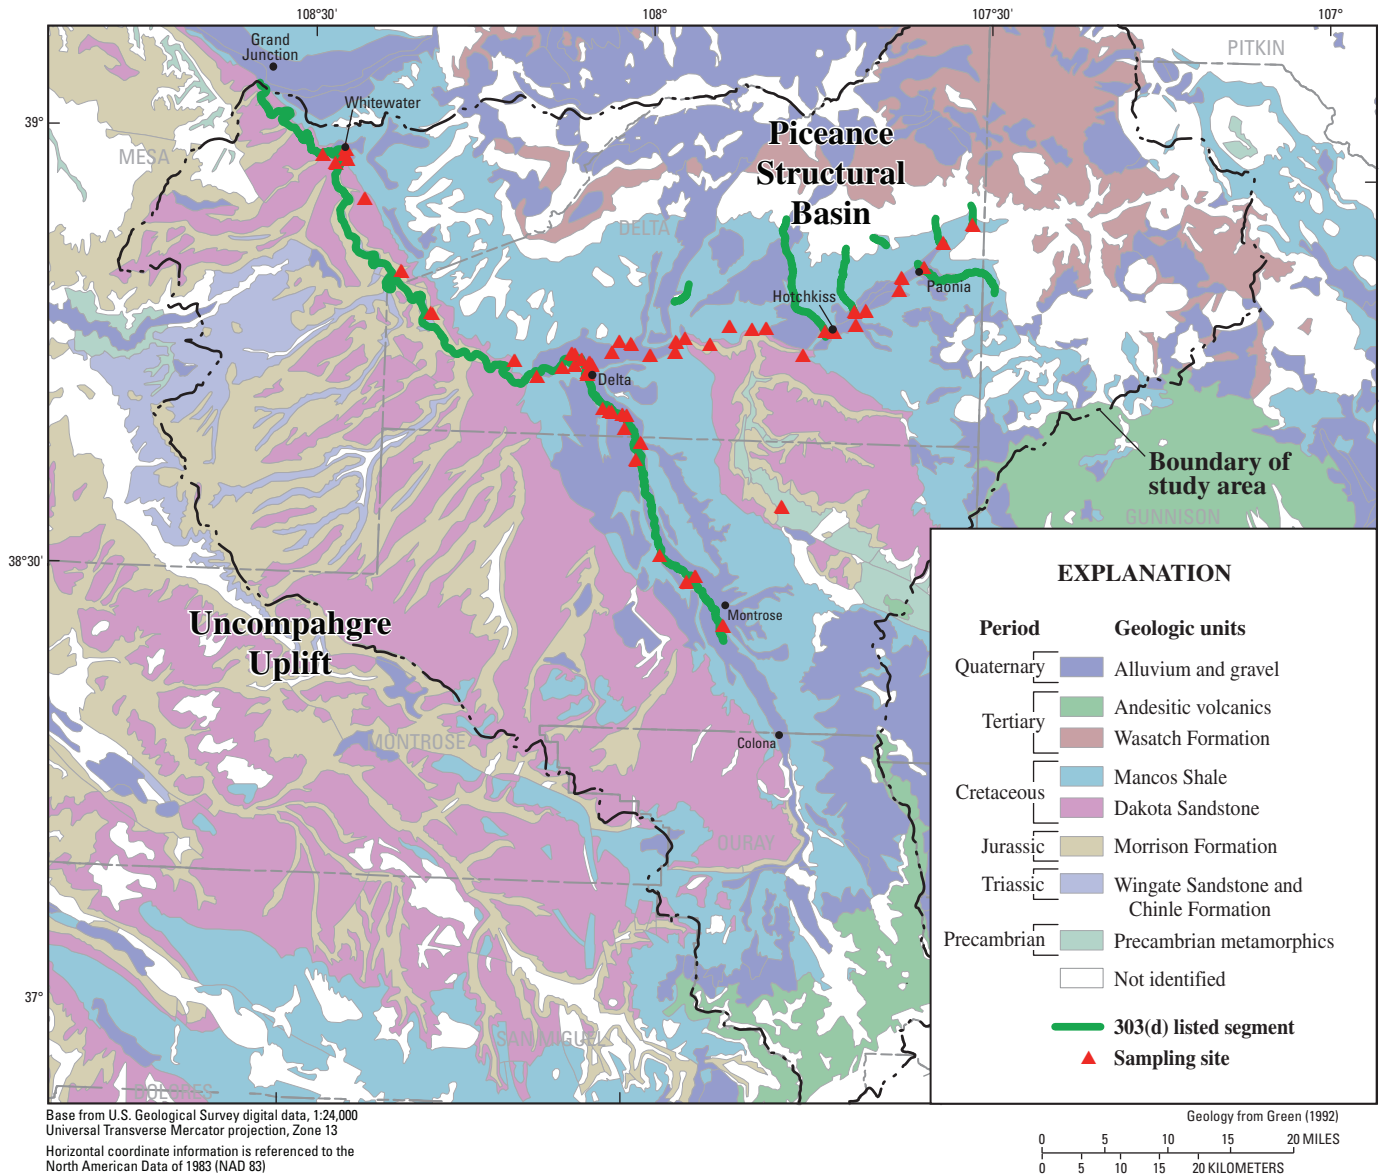 108°30'
108°
107°30'
107°
Grand
Junction
PITKIN
Whitewater
39°
Piceance
Structural
Basin
MESA
DELTA
Paonia
Hotchkiss
Delta
Boundary of
study area
GUNNISON
38°30'
EXPLANATION
Period
Geologic units
Quaternary
Alluvium and gravel
Tertiary
Andesitic volcanics
Wasatch Formation
Cretaceous
Mancos Shale
Dakota Sandstone
Jurassic
Morrison Formation
Triassic
Wingate Sandstone and
Chinle Formation
Precambrian
Precambrian metamorphics
Not identified
303(d) listed segment
Sampling site
Uncompahgre
Uplift
Montrose
MONTROSE
Colona
OURAY
37°
SAN MIGUEL
DOLORES
Base from U.S. Geological Survey digital data, 1:24,000
Universal Transverse Mercator projection, Zone 13
Horizontal coordinate information is referenced to the
North American Data of 1983 (NAD 83)
Geology from Green (1992)
0 5 10 15 20 MILES
0 5 10 15 20 KILOMETERS